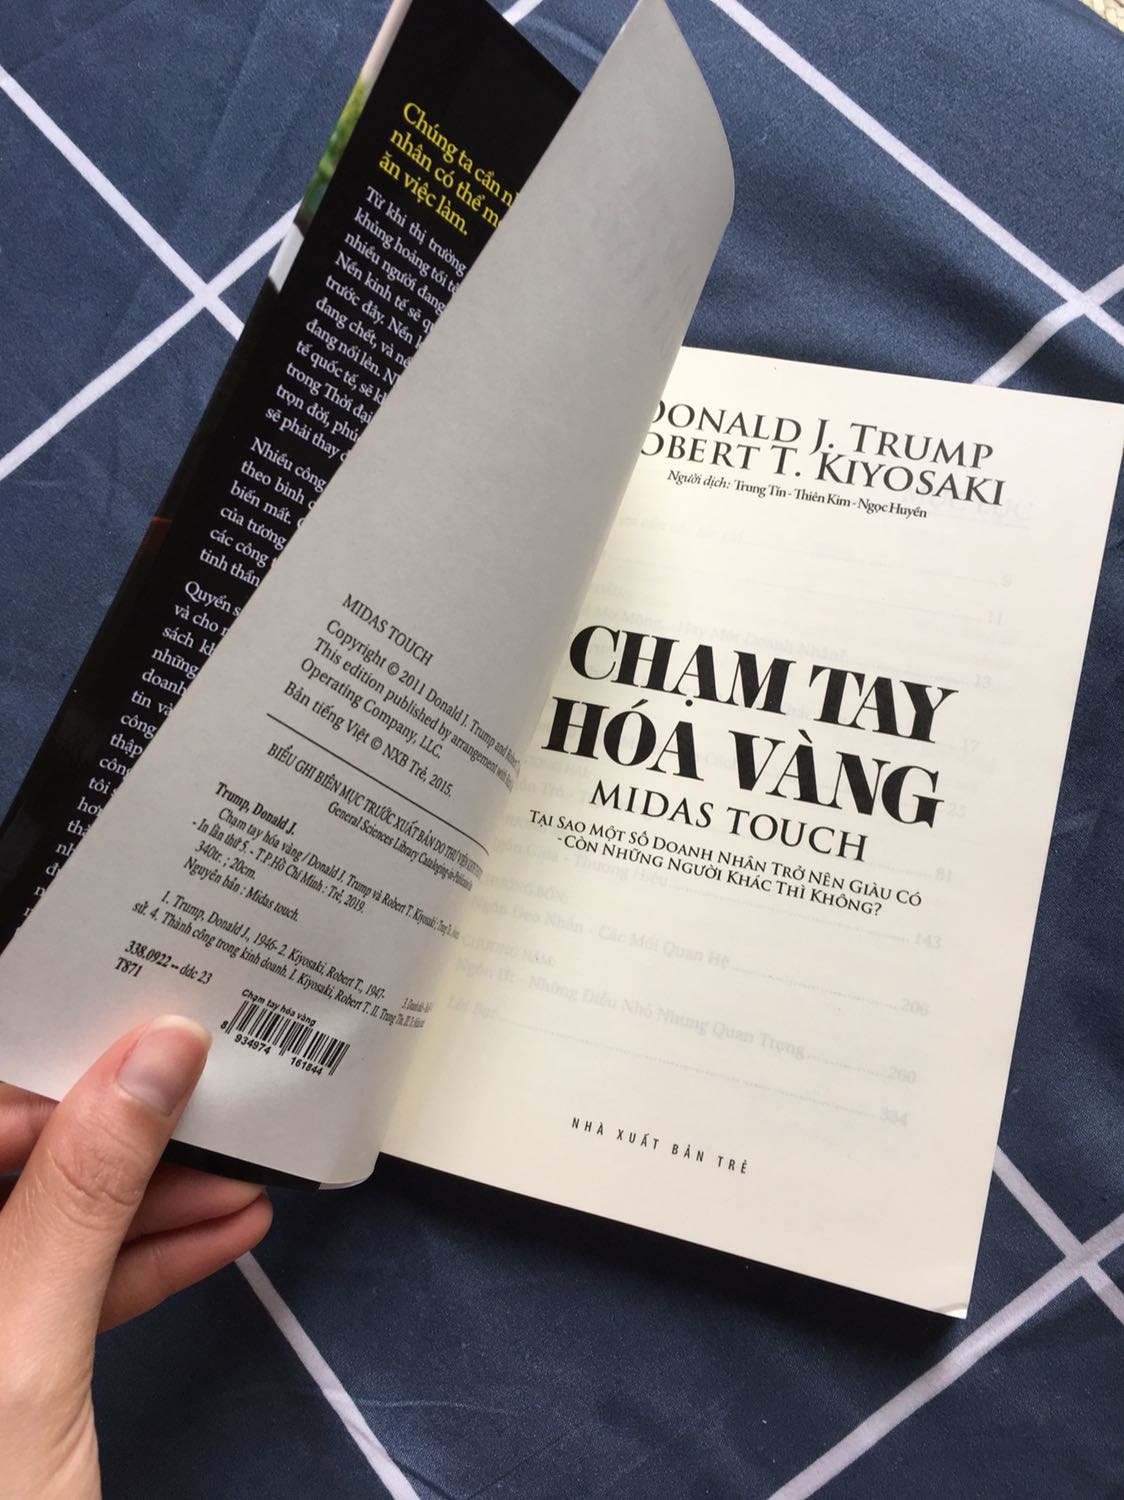 Chúng ta cần
nhân có thể
ăn việc làm.
Từ khi thị trường
khủng hoảng tồi tệ
nhiều người đang
Nền kinh tế sẽ
trước đây. Nền
đang chết, và
đang nổi lên.
tế quốc tế, sẽ
trong Thời đại
trọn đời, phúc
sẽ phải thay
Nhiều công
theo bình
biến mất.
của tương
các công
tinh thần
Quyển
và cho
sách
những
doanh
tin và
công
thập
tôi
MIDAS TOUCH
Copyright © 2011 Donald J. Trump and
This edition published by arrangement with
Operating Company, LLC.
Bản tiếng Việt © NXB Trẻ, 2015.
BIỂU GHI BIÊN MỤC TRƯỚC XUẤT BẢN DO THƯ VIỆN
General Sciences Library Cataloging-in-Publication
Trump, Donald J.
Chạm tay hóa vàng / Donald J. Trump và Robert T. Kiyosaki ;
- In lần thứ 5. - T.P.Hồ Chí Minh : Trẻ, 2019.
340tr. ; 20cm.
Nguyên bản : Midas touch.
1. Trump, Donald J., 1946- 2. Kiyosaki, Robert T., 1947-
sử. 4. Thành công trong kinh doanh. I. Kiyosaki, Robert T. II.
338.0922 -- ddc 23
T871
Chạm tay hóa vàng
8 934974 161844
DONALD J. TRUMP
OBERT T. KIYOSAKI
Người dịch: Trung Tín - Thiên Kim - Ngọc Huyền
CHẠM TAY
HÓA VÀNG
MIDAS TOUCH
TẠI SAO MỘT SỐ DOANH NHÂN TRỞ NÊN GIÀU CÓ
- CÒN NHỮNG NGƯỜI KHÁC THÌ KHÔNG?
NHÀ XUẤT BẢN TRẺ